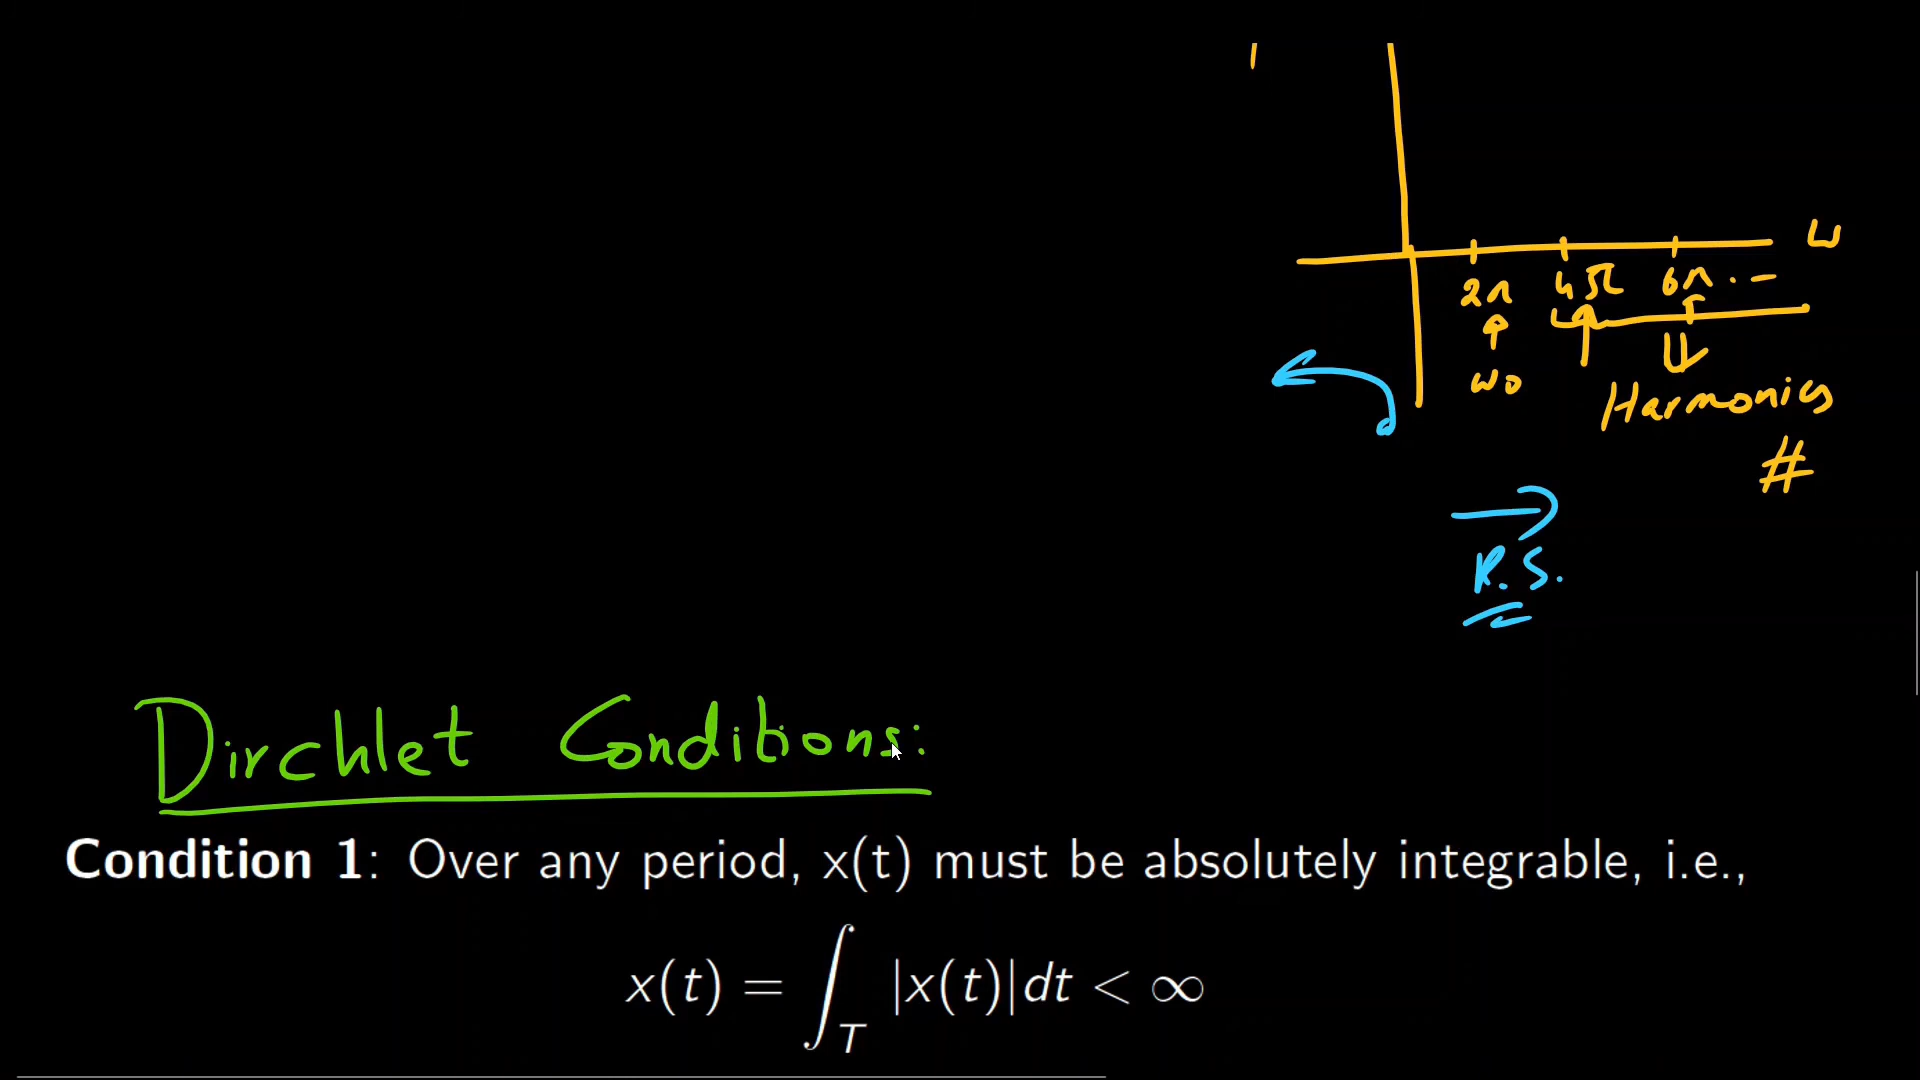 ω
2π 4π 6π . -
ω0
Harmonics
#
R.S.
Dirchlet Conditions:
Condition 1: Over any period, x(t) must be absolutely integrable, i.e.,
x(t) = ∫_T |x(t)|dt < ∞